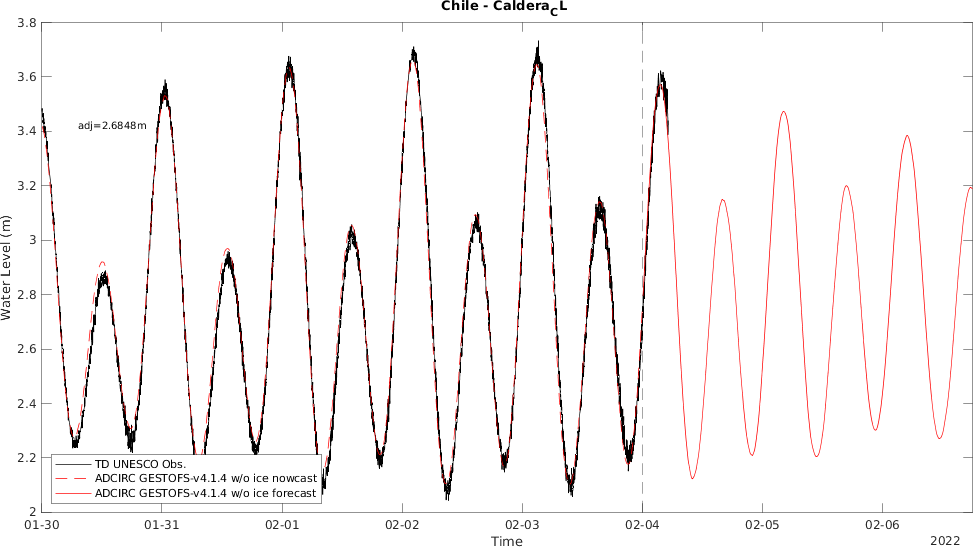 Chile - Caldera_CL
3.8
3.6
adj=2.6848m
3.4
3.2
3
Water Level (m)
2.8
2.6
2.4
2.2
TD UNESCO Obs.
ADCIRC GESTOFS-v4.1.4 w/o ice nowcast
ADCIRC GESTOFS-v4.1.4 w/o ice forecast
2
01-30 01-31 02-01 02-02 02-03 02-04 02-05 02-06
Time
2022